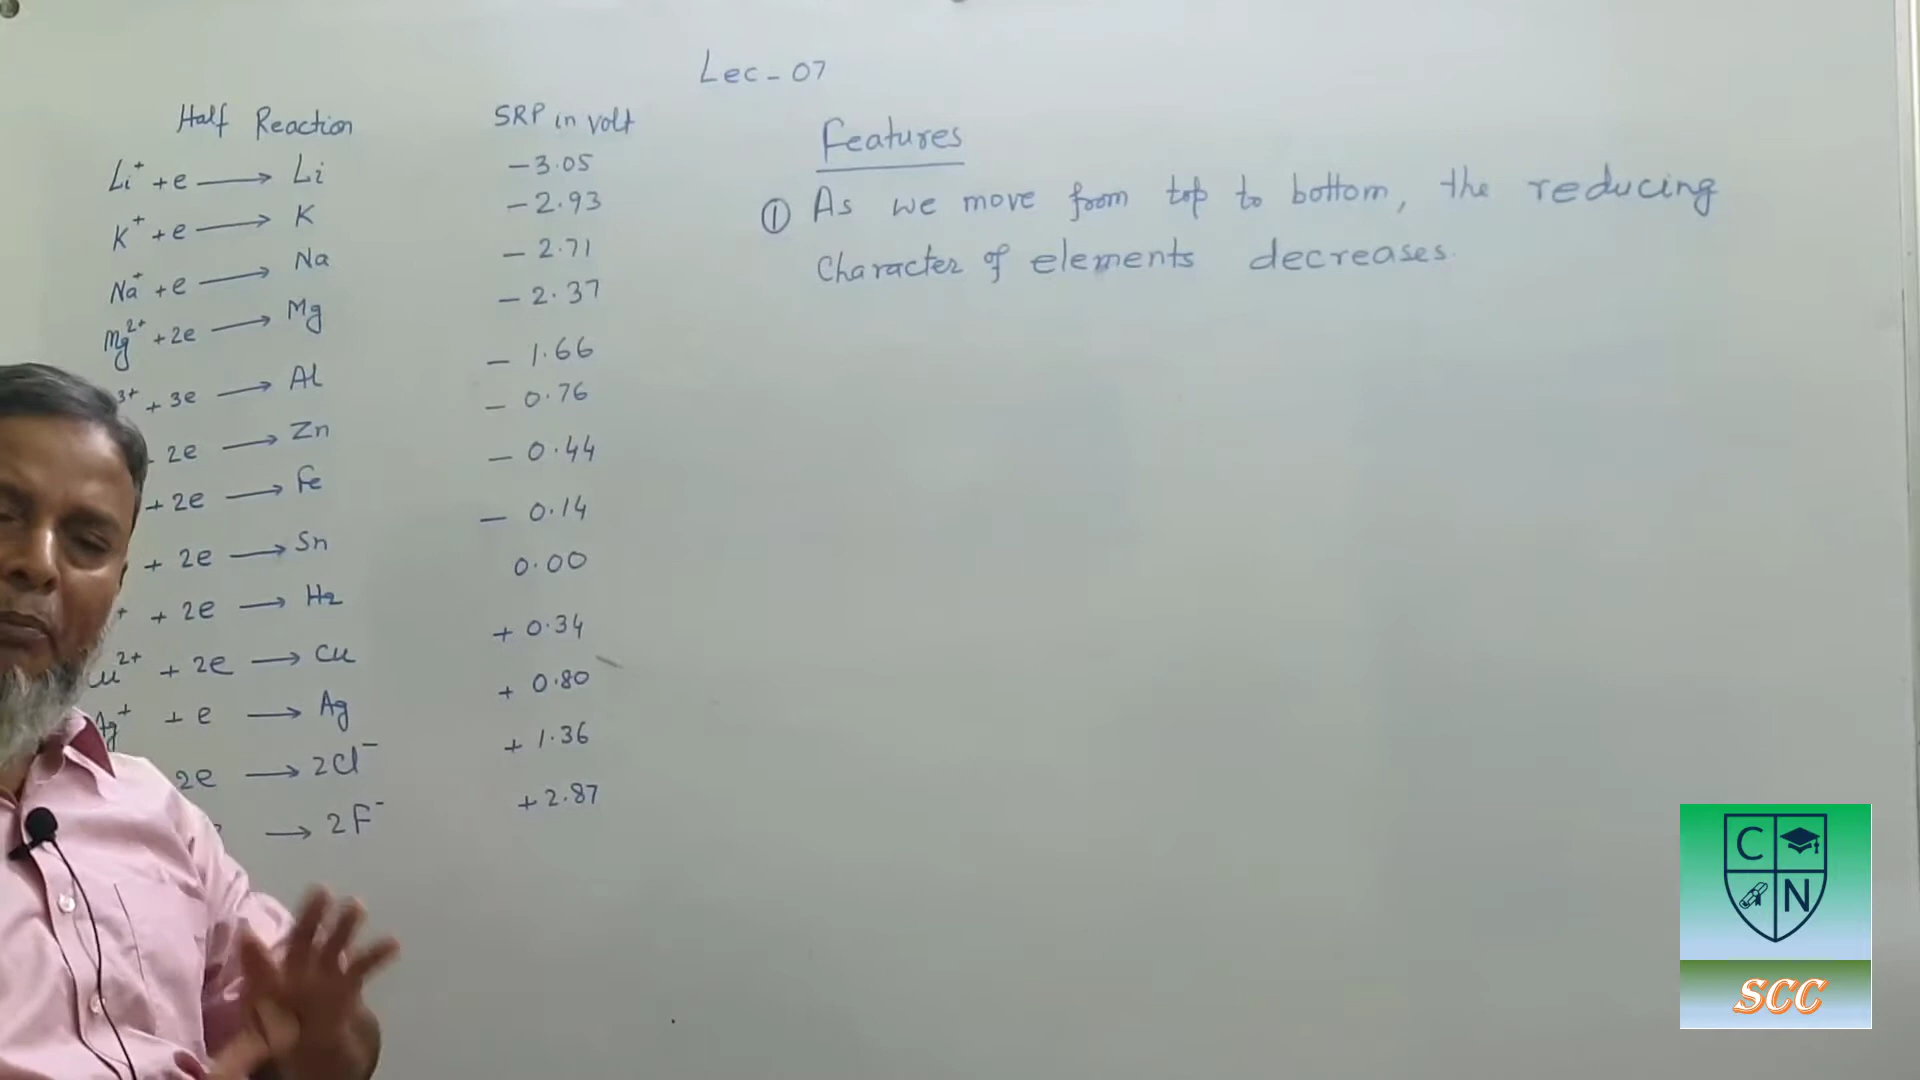 Lec - 07
Half Reaction SRP in volt
Li⁺ + e ⟶ Li - 3.05
K⁺ + e ⟶ K - 2.93
Na⁺ + e ⟶ Na - 2.71
Mg²⁺ + 2e ⟶ Mg - 2.37
³⁺ + 3e ⟶ Al - 1.66
2e ⟶ Zn - 0.76
+ 2e ⟶ Fe - 0.44
+ 2e ⟶ Sn - 0.14
⁺ + 2e ⟶ H₂ 0.00
Cu²⁺ + 2e ⟶ Cu + 0.34
Ag⁺ + e ⟶ Ag + 0.80
2e ⟶ 2Cl⁻ + 1.36
⟶ 2F⁻ + 2.87
Features
① As we move from top to bottom, the reducing
Character of elements decreases.
C
N
SCC